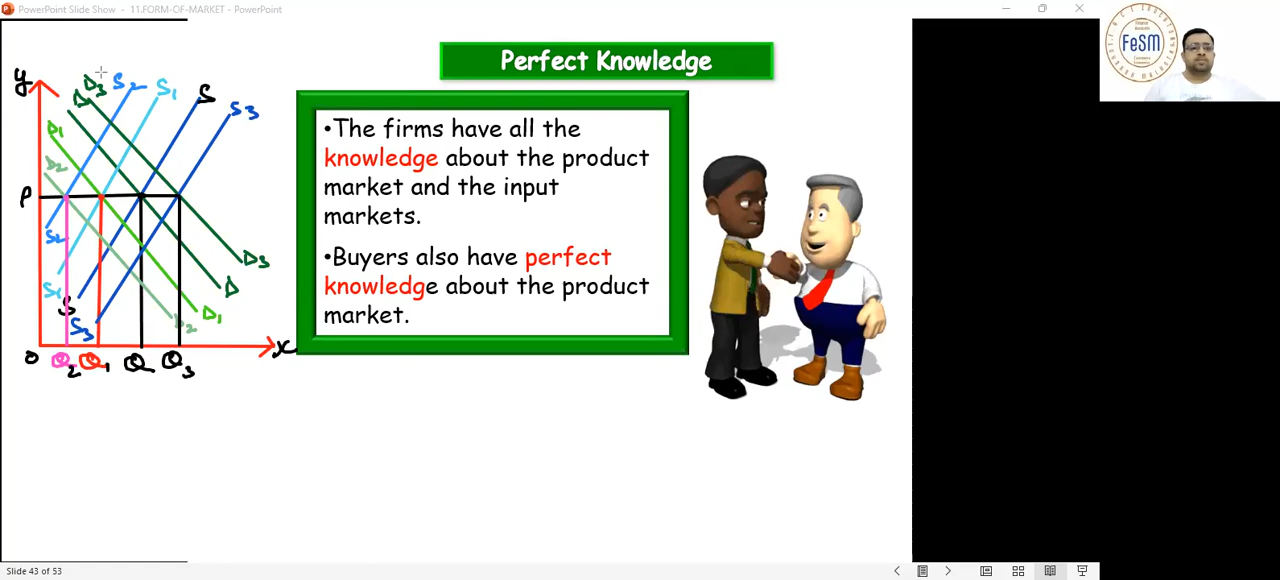 PowerPoint Slide Show - 11.FORM-OF-MARKET - PowerPoint
Perfect Knowledge
•The firms have all the
knowledge about the product
market and the input
markets.
•Buyers also have perfect
knowledge about the product
market.
y
D3
D
S2
S1
S
S3
D1
D2
P
S2
S1
S
S3
D3
D
D1
D2
0
Q2
Q1
Q
Q3
x
FeSM
Slide 43 of 53